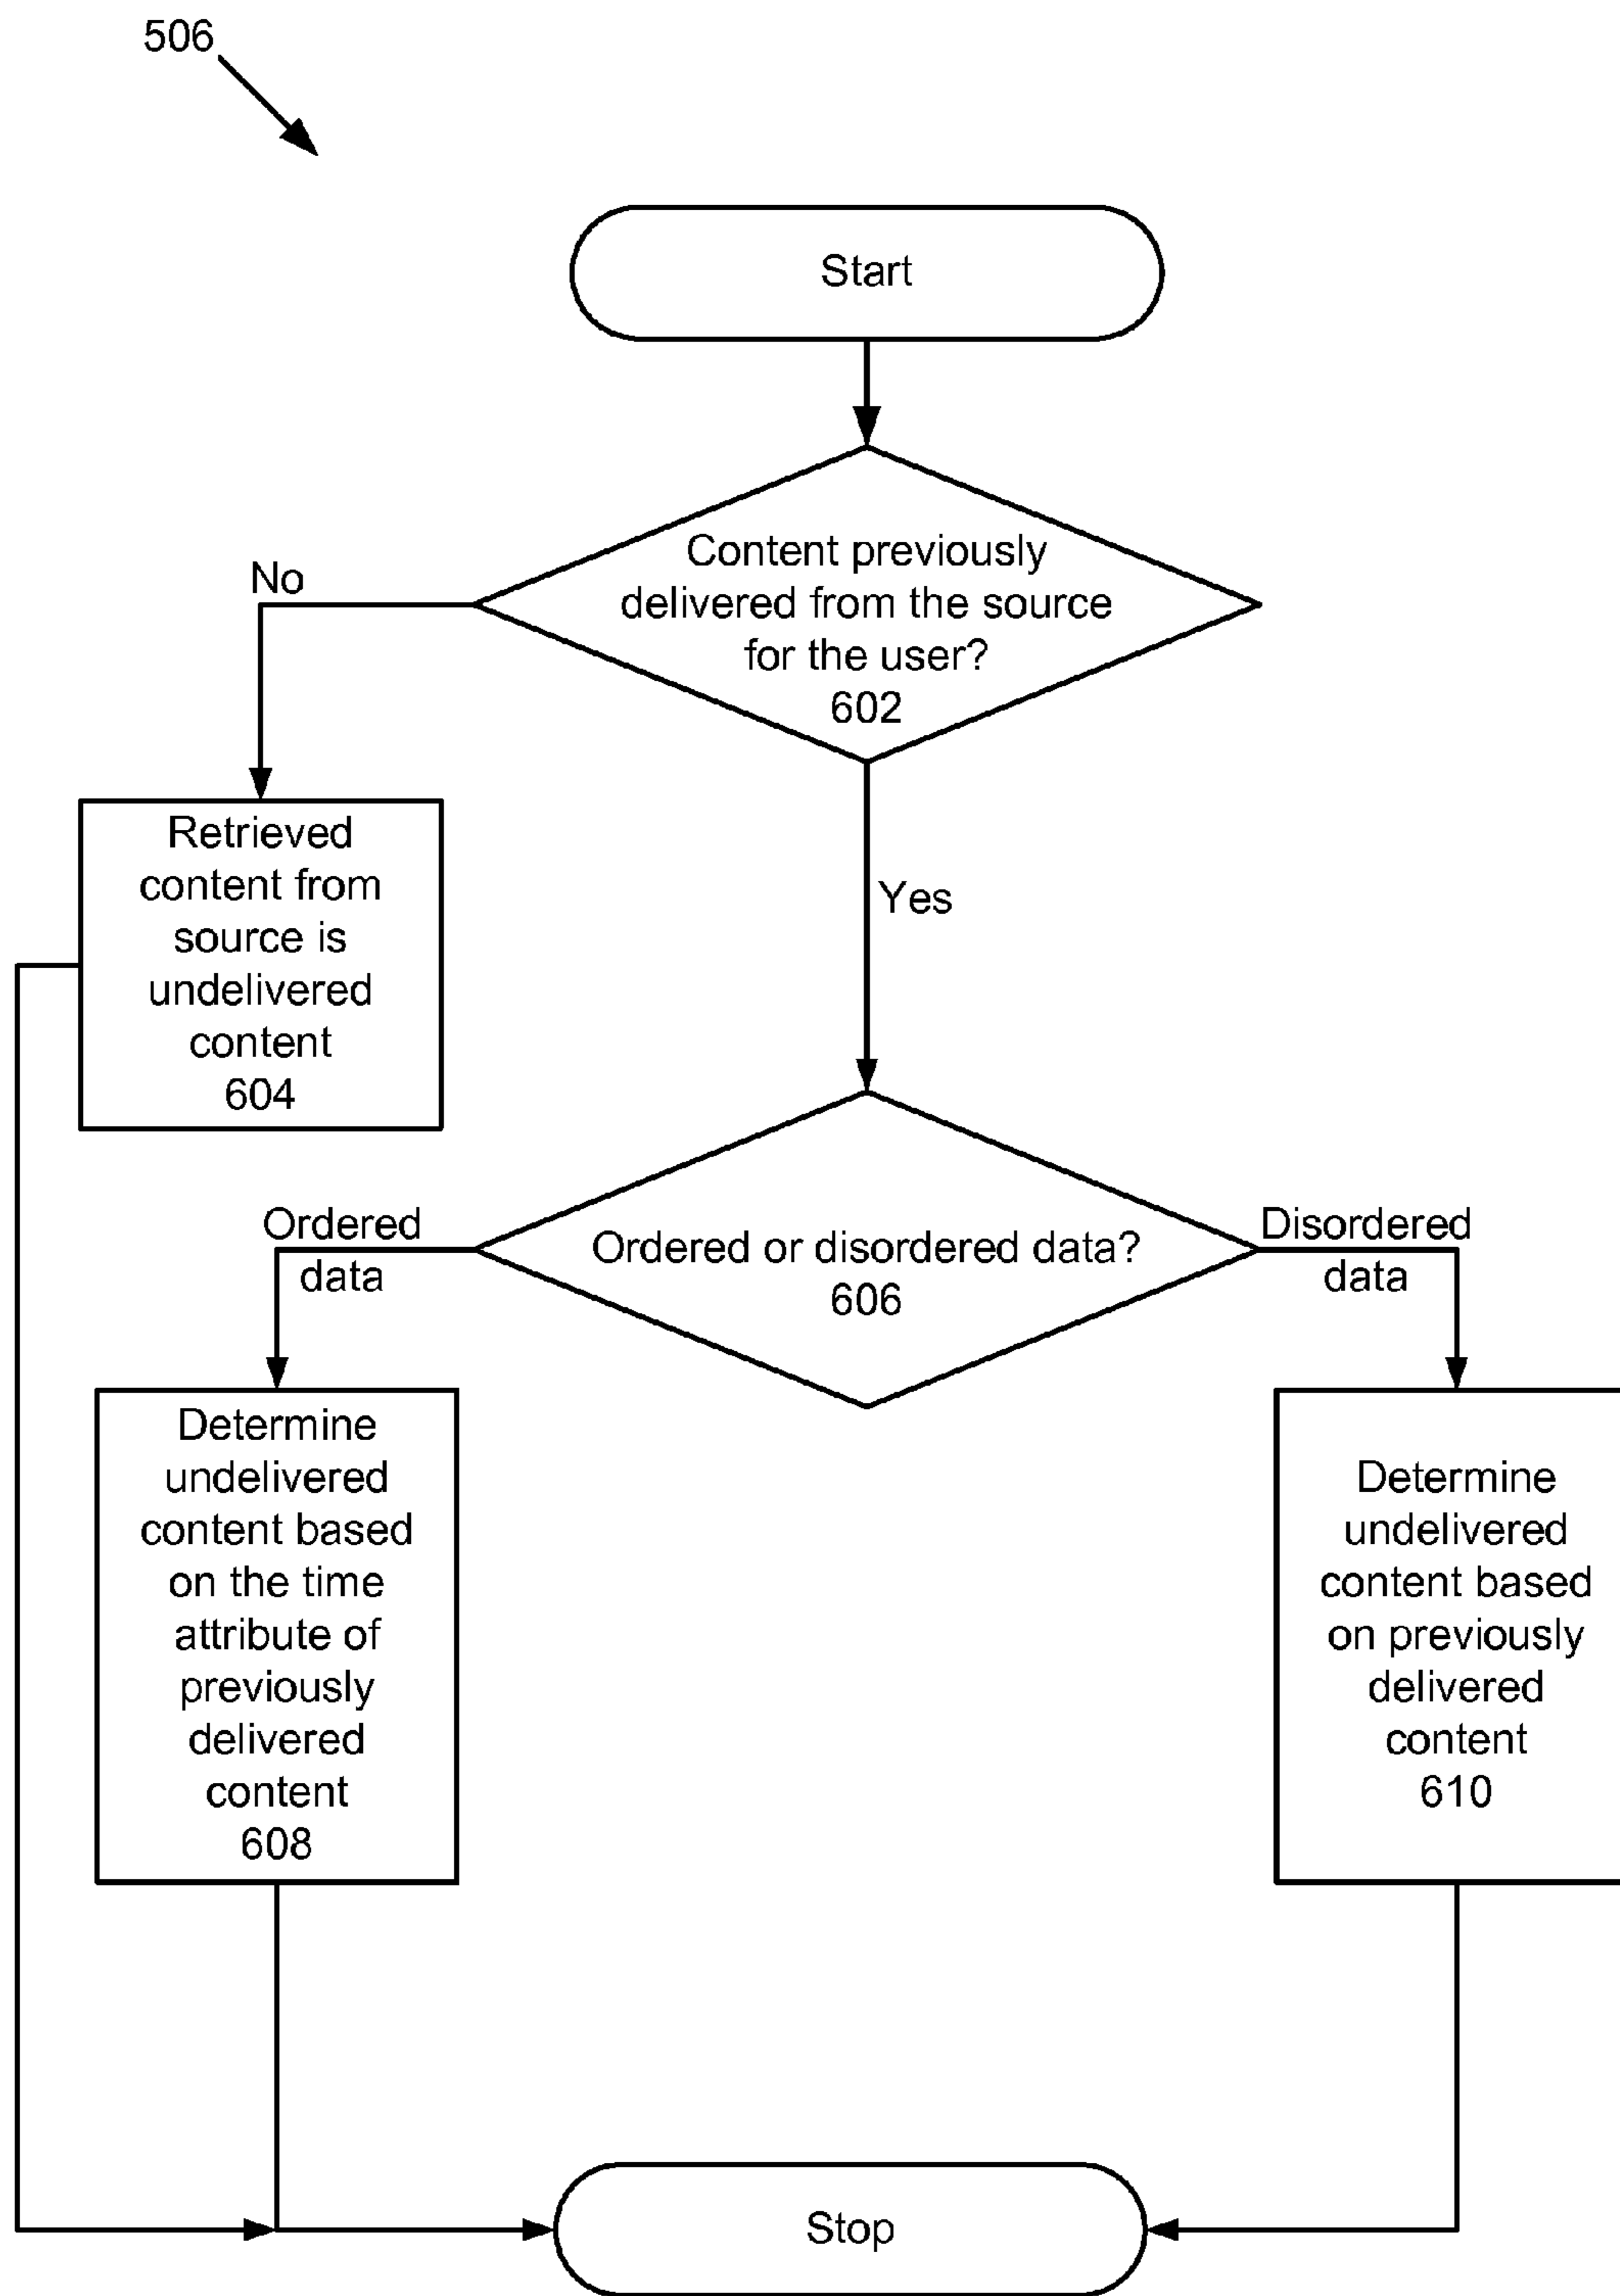 506
Start
Content previously
delivered from the source
for the user?
602
No
Yes
Retrieved
content from
source is
undelivered
content
604
Ordered or disordered data?
606
Ordered
data
Disordered
data
Determine
undelivered
content based
on the time
attribute of
previously
delivered
content
608
Determine
undelivered
content based
on previously
delivered
content
610
Stop